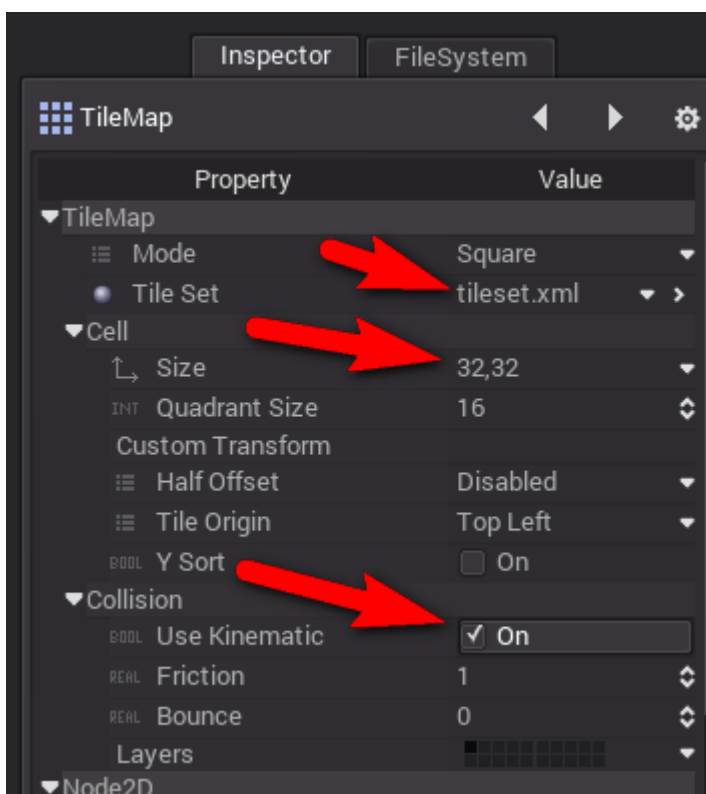 Inspector FileSystem
TileMap
Property Value
TileMap
Mode Square
Tile Set tileset.xml
Cell
Size 32,32
INT Quadrant Size 16
Custom Transform
Half Offset Disabled
Tile Origin Top Left
BOOL Y Sort On
Collision
BOOL Use Kinematic On
REAL Friction 1
REAL Bounce 0
Layers
Node2D